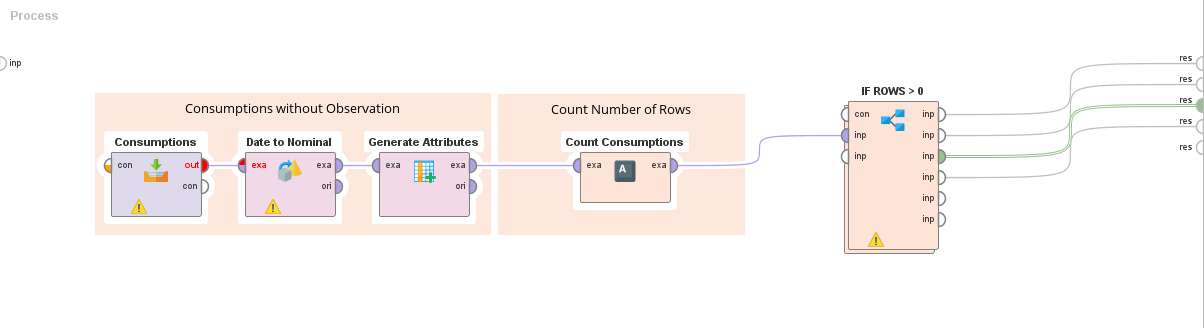 Process
inp
Consumptions without Observation
Count Number of Rows
Consumptions
Date to Nominal
Generate Attributes
Count Consumptions
IF ROWS > 0
con
out
con
exa
exa
ori
exa
exa
ori
exa
A
exa
con
inp
inp
inp
inp
inp
inp
inp
inp
res
res
res
res
res